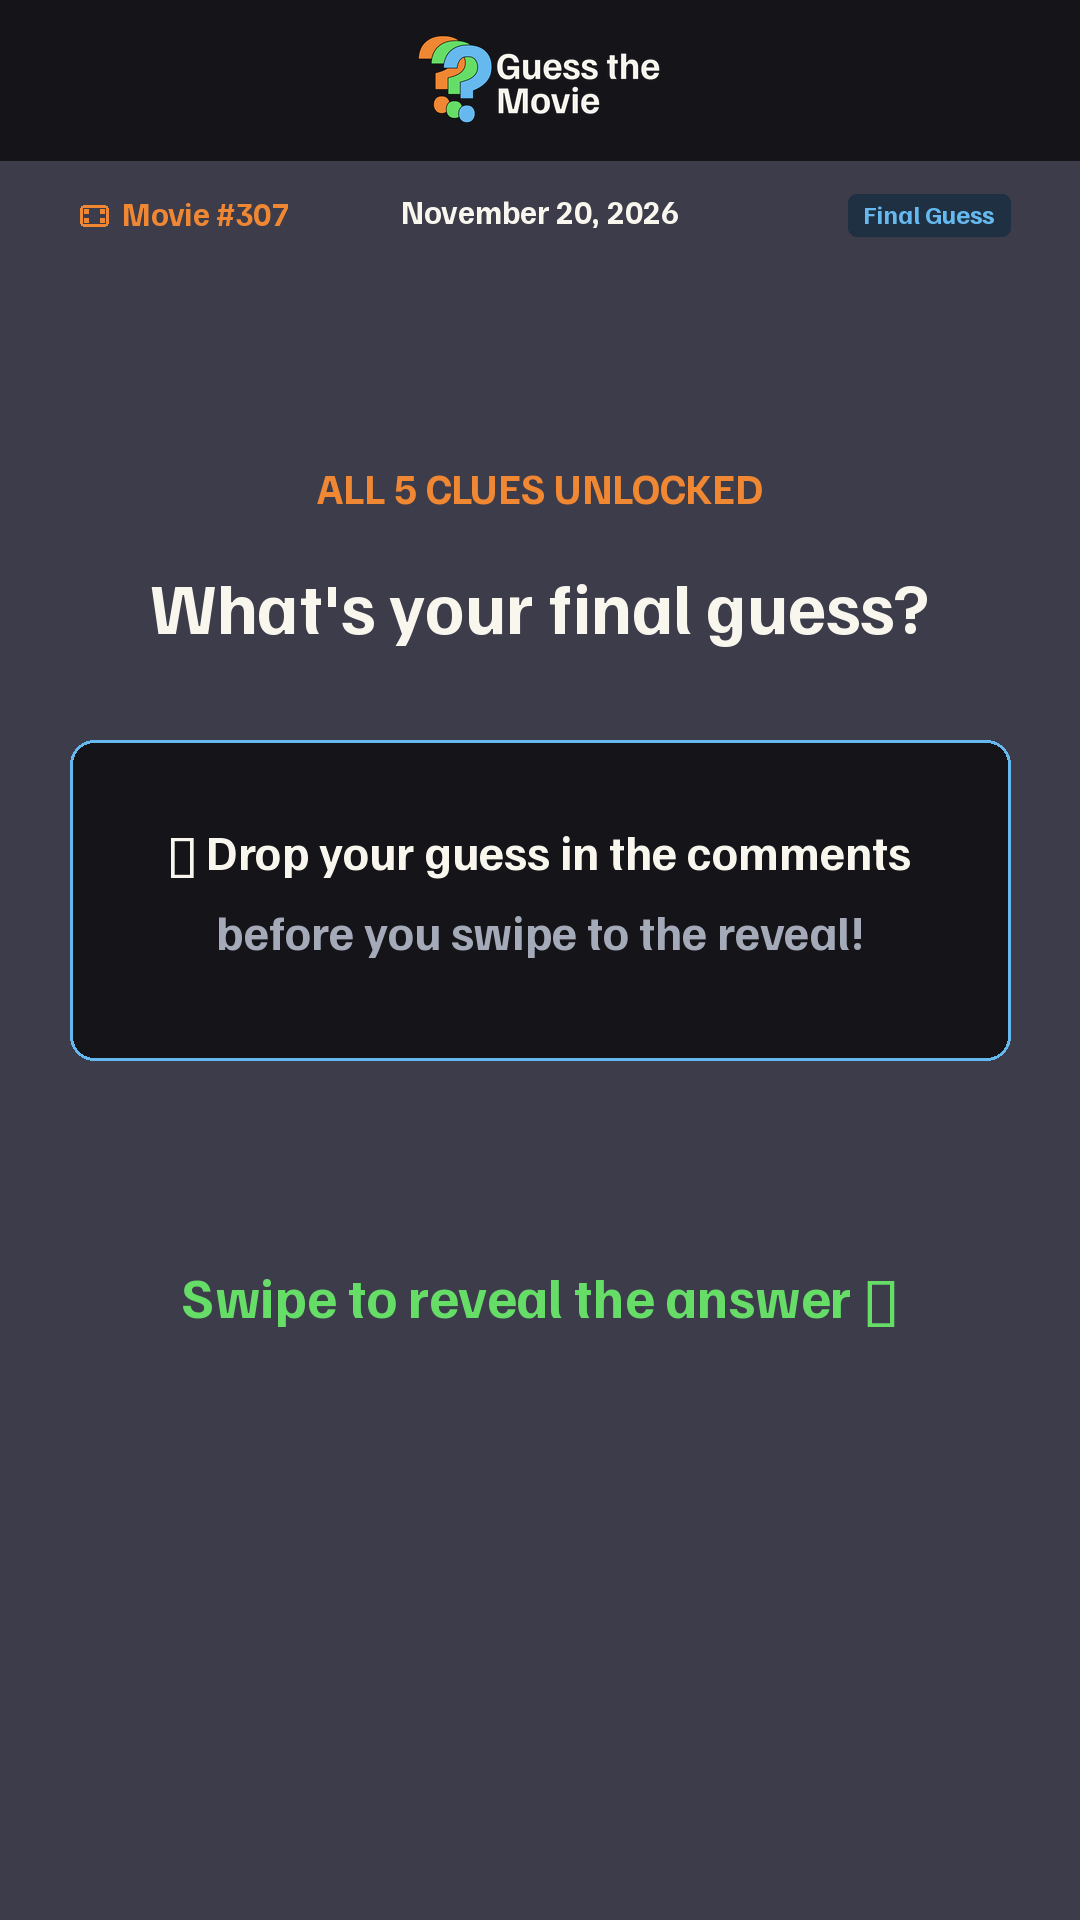 Guess the
Movie
Movie #307
November 20, 2026
Final Guess
ALL 5 CLUES UNLOCKED
What's your final guess?
Drop your guess in the comments
before you swipe to the reveal!
Swipe to reveal the answer